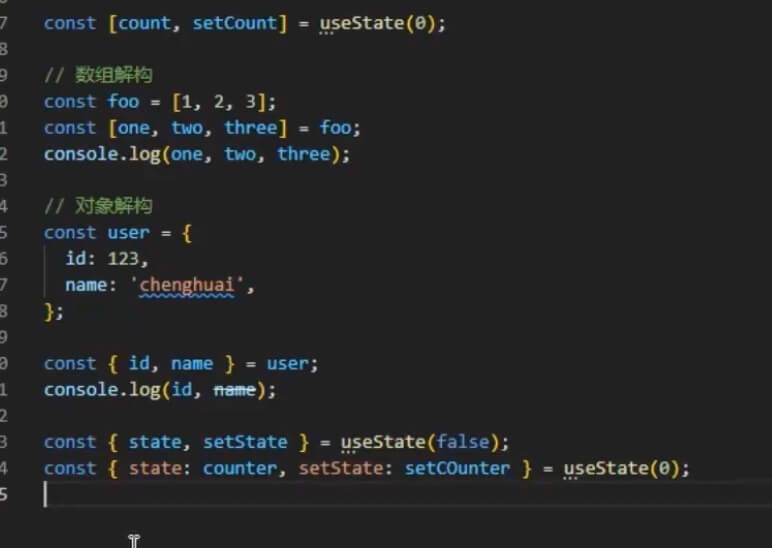 7 const [count, setCount] = useState(0);
8
9 // 数组解构
0 const foo = [1, 2, 3];
1 const [one, two, three] = foo;
2 console.log(one, two, three);
3
4 // 对象解构
5 const user = {
6 id: 123,
7 name: 'chenghuai',
8 };
9
0 const { id, name } = user;
1 console.log(id, name);
2
3 const { state, setState } = useState(false);
4 const { state: counter, setState: setCOunter } = useState(0);
5